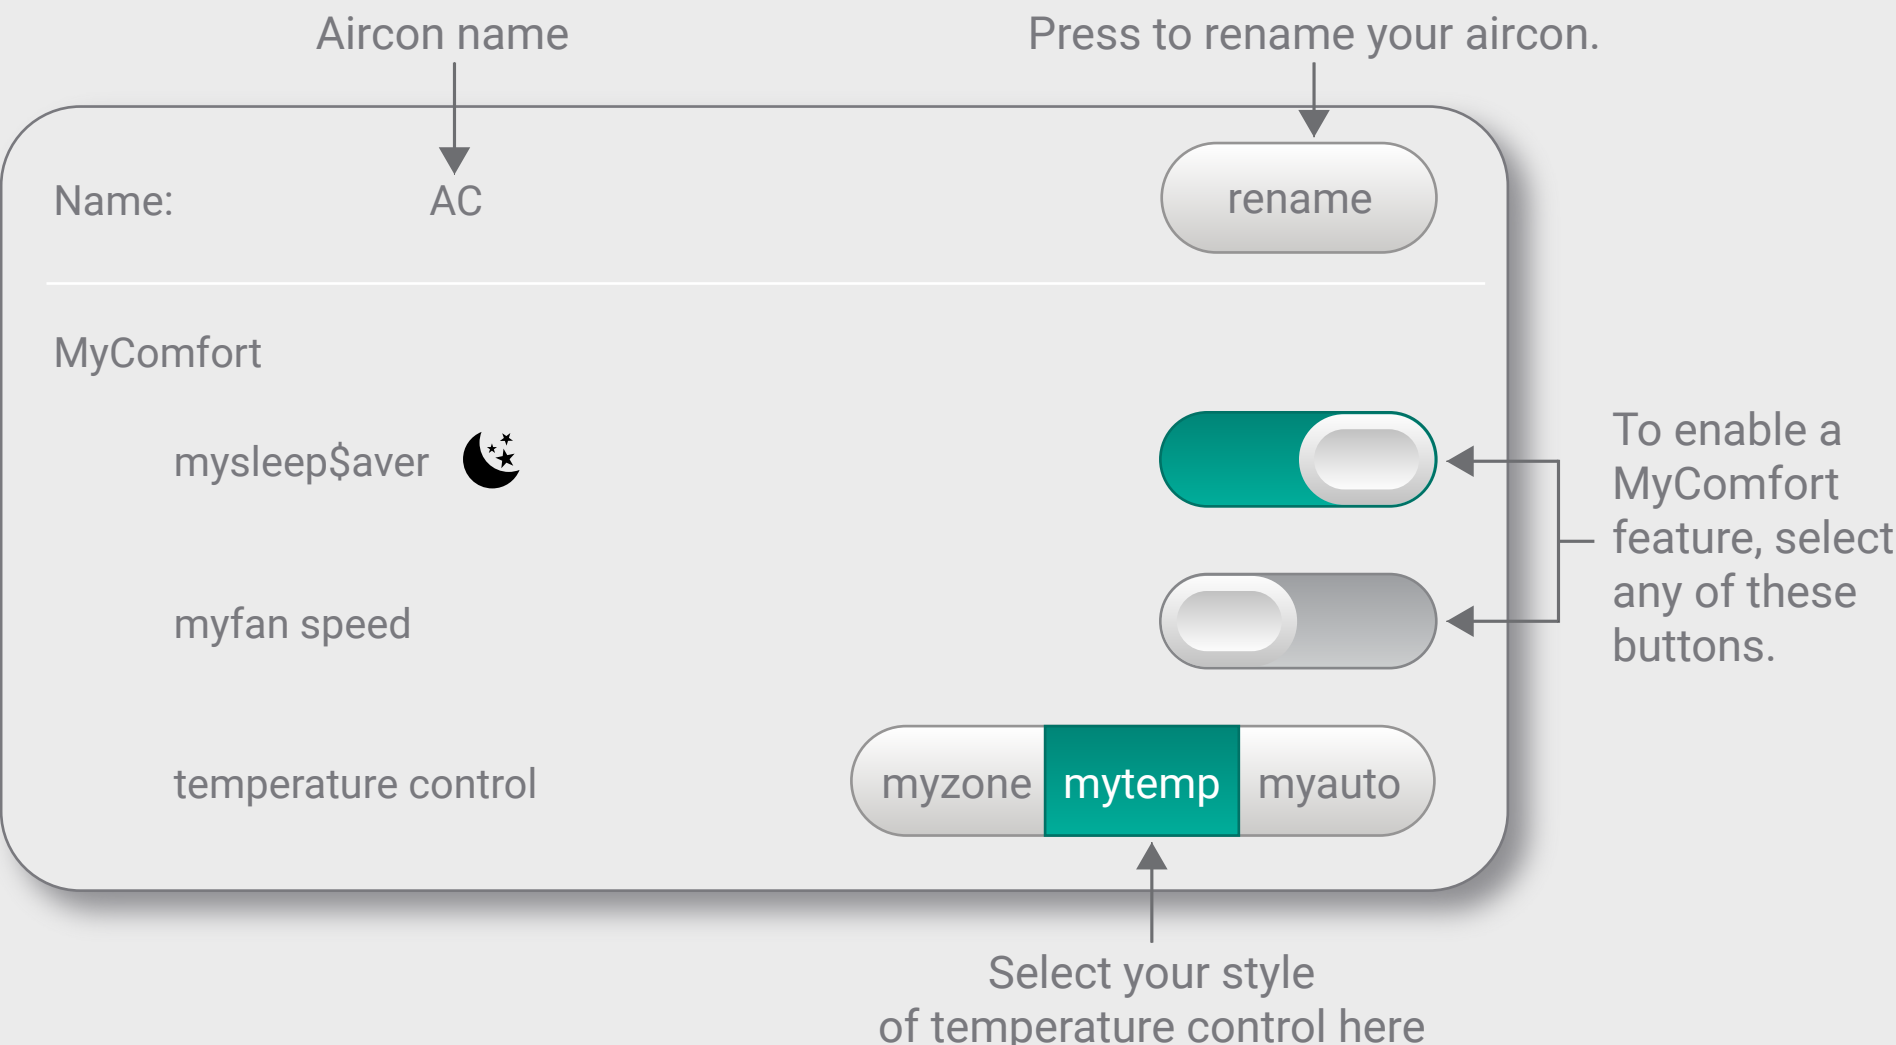 Aircon name
Press to rename your aircon.
Name:
AC
rename
MyComfort
mysleep$aver
To enable a
MyComfort
feature, select
any of these
buttons.
myfan speed
temperature control
myzone
mytemp
myauto
Select your style
of temperature control here